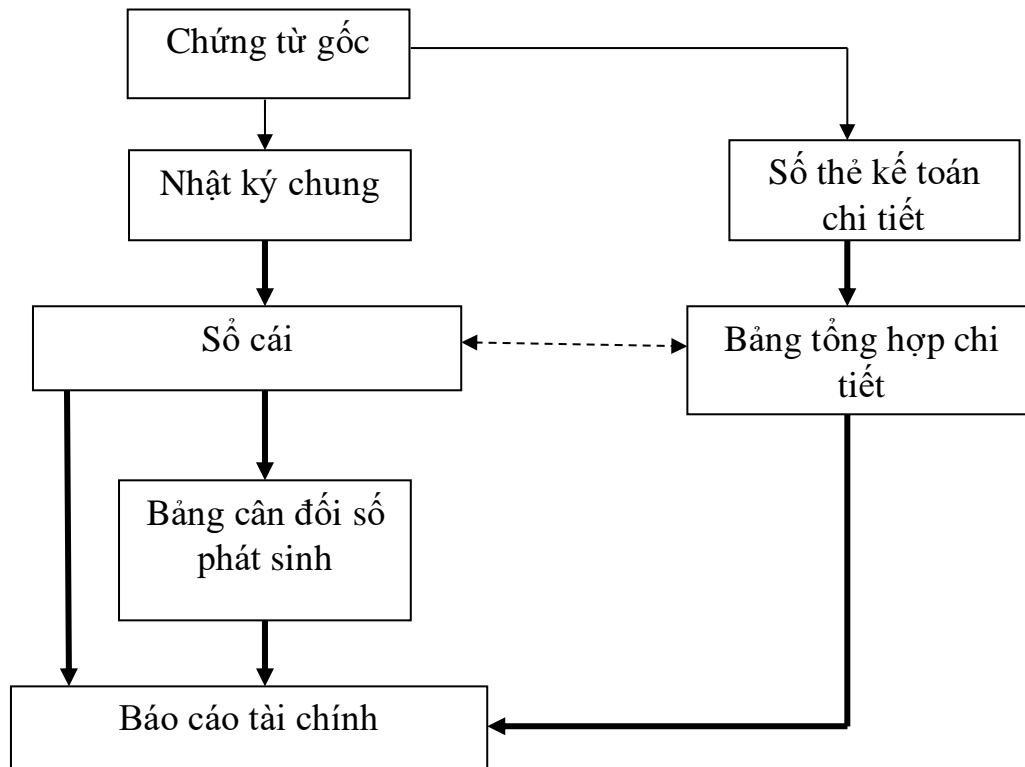 Chứng từ gốc
Nhật ký chung
Số thẻ kế toán
chi tiết
Sổ cái
Bảng tổng hợp chi
tiết
Bảng cân đối số
phát sinh
Báo cáo tài chính